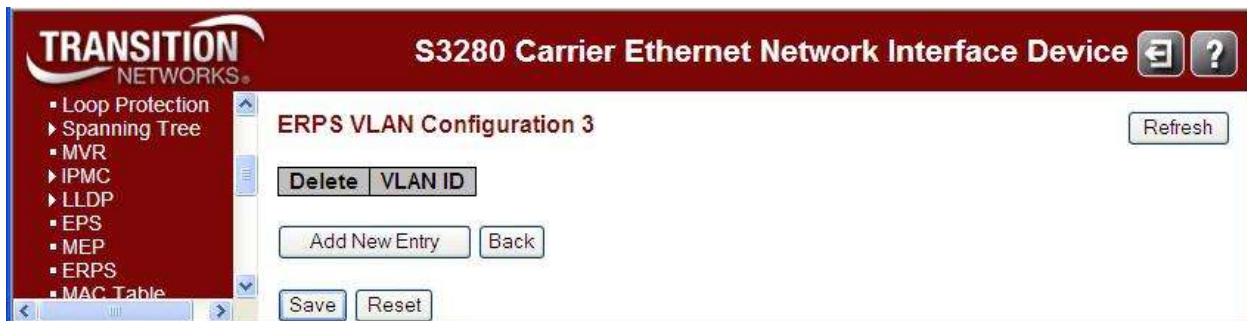 TRANSITION
NETWORKS®
S3280 Carrier Ethernet Network Interface Device
?
Loop Protection
Spanning Tree
MVR
IPMC
LLDP
EPS
MEP
ERPS
MAC Table
ERPS VLAN Configuration 3
Refresh
Delete VLAN ID
Add New Entry Back
Save Reset